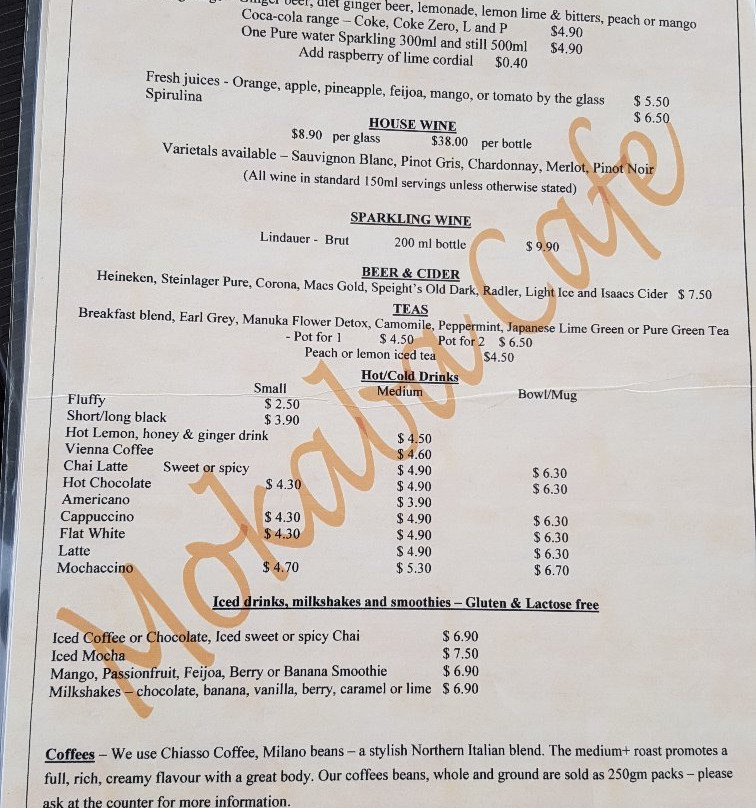 beer, diet ginger beer, lemonade, lemon lime & bitters, peach or mango
Coca-cola range – Coke, Coke Zero, L and P $4.90
One Pure water Sparkling 300ml and still 500ml $4.90
Add raspberry of lime cordial $0.40
Fresh juices - Orange, apple, pineapple, feijoa, mango, or tomato by the glass $ 5.50
Spirulina $ 6.50
HOUSE WINE
$8.90 per glass $38.00 per bottle
Varietals available – Sauvignon Blanc, Pinot Gris, Chardonnay, Merlot, Pinot Noir
(All wine in standard 150ml servings unless otherwise stated)
SPARKLING WINE
Lindauer - Brut 200 ml bottle $ 9.90
BEER & CIDER
Heineken, Steinlager Pure, Corona, Macs Gold, Speight's Old Dark, Radler, Light Ice and Isaacs Cider $ 7.50
TEAS
Breakfast blend, Earl Grey, Manuka Flower Detox, Camomile, Peppermint, Japanese Lime Green or Pure Green Tea
- Pot for 1 $ 4.50 Pot for 2 $ 6.50
Peach or lemon iced tea $4.50
Hot/Cold Drinks
Small Medium Bowl/Mug
Fluffy $ 2.50
Short/long black $ 3.90
Hot Lemon, honey & ginger drink $ 4.50
Vienna Coffee $ 4.60
Chai Latte Sweet or spicy $ 4.90 $ 6.30
Hot Chocolate $ 4.30 $ 4.90 $ 6.30
Americano $ 3.90
Cappuccino $ 4.30 $ 4.90 $ 6.30
Flat White $ 4.30 $ 4.90 $ 6.30
Latte $ 4.90 $ 6.30
Mochaccino $ 4.70 $ 5.30 $ 6.70
Iced drinks, milkshakes and smoothies – Gluten & Lactose free
Iced Coffee or Chocolate, Iced sweet or spicy Chai $ 6.90
Iced Mocha $ 7.50
Mango, Passionfruit, Feijoa, Berry or Banana Smoothie $ 6.90
Milkshakes – chocolate, banana, vanilla, berry, caramel or lime $ 6.90
Mokaba Cafe
Coffees – We use Chiasso Coffee, Milano beans – a stylish Northern Italian blend. The medium+ roast promotes a
full, rich, creamy flavour with a great body. Our coffees beans, whole and ground are sold as 250gm packs – please
ask at the counter for more information.